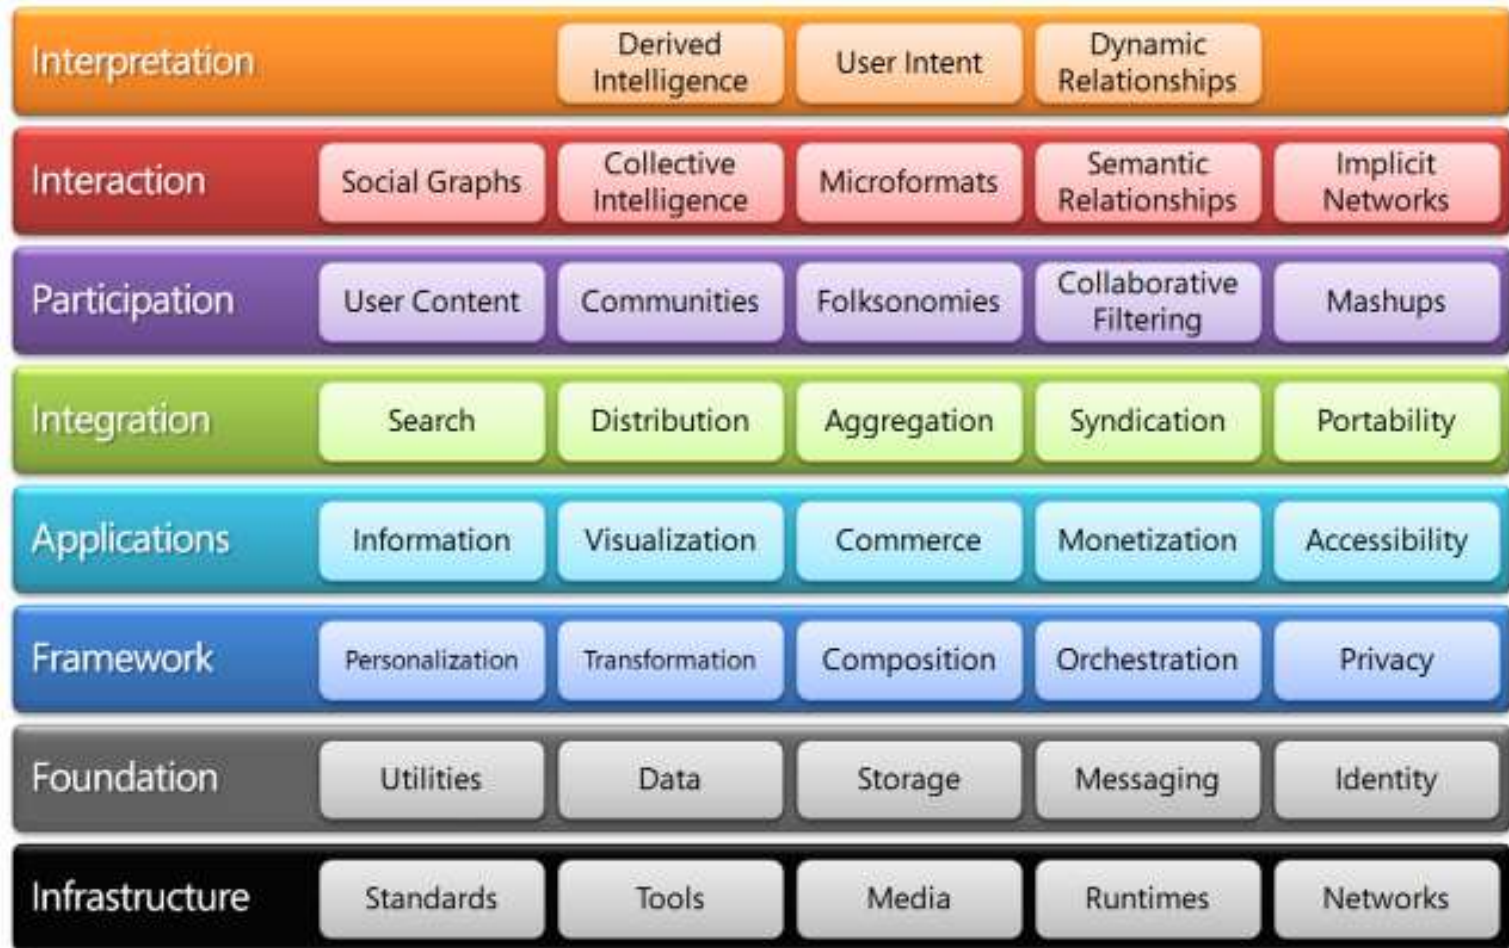 Interpretation
Derived
Intelligence
User Intent
Dynamic
Relationships
Interaction
Social Graphs
Collective
Intelligence
Microformats
Semantic
Relationships
Implicit
Networks
Participation
User Content
Communities
Folksonomies
Collaborative
Filtering
Mashups
Integration
Search
Distribution
Aggregation
Syndication
Portability
Applications
Information
Visualization
Commerce
Monetization
Accessibility
Framework
Personalization
Transformation
Composition
Orchestration
Privacy
Foundation
Utilities
Data
Storage
Messaging
Identity
Infrastructure
Standards
Tools
Media
Runtimes
Networks